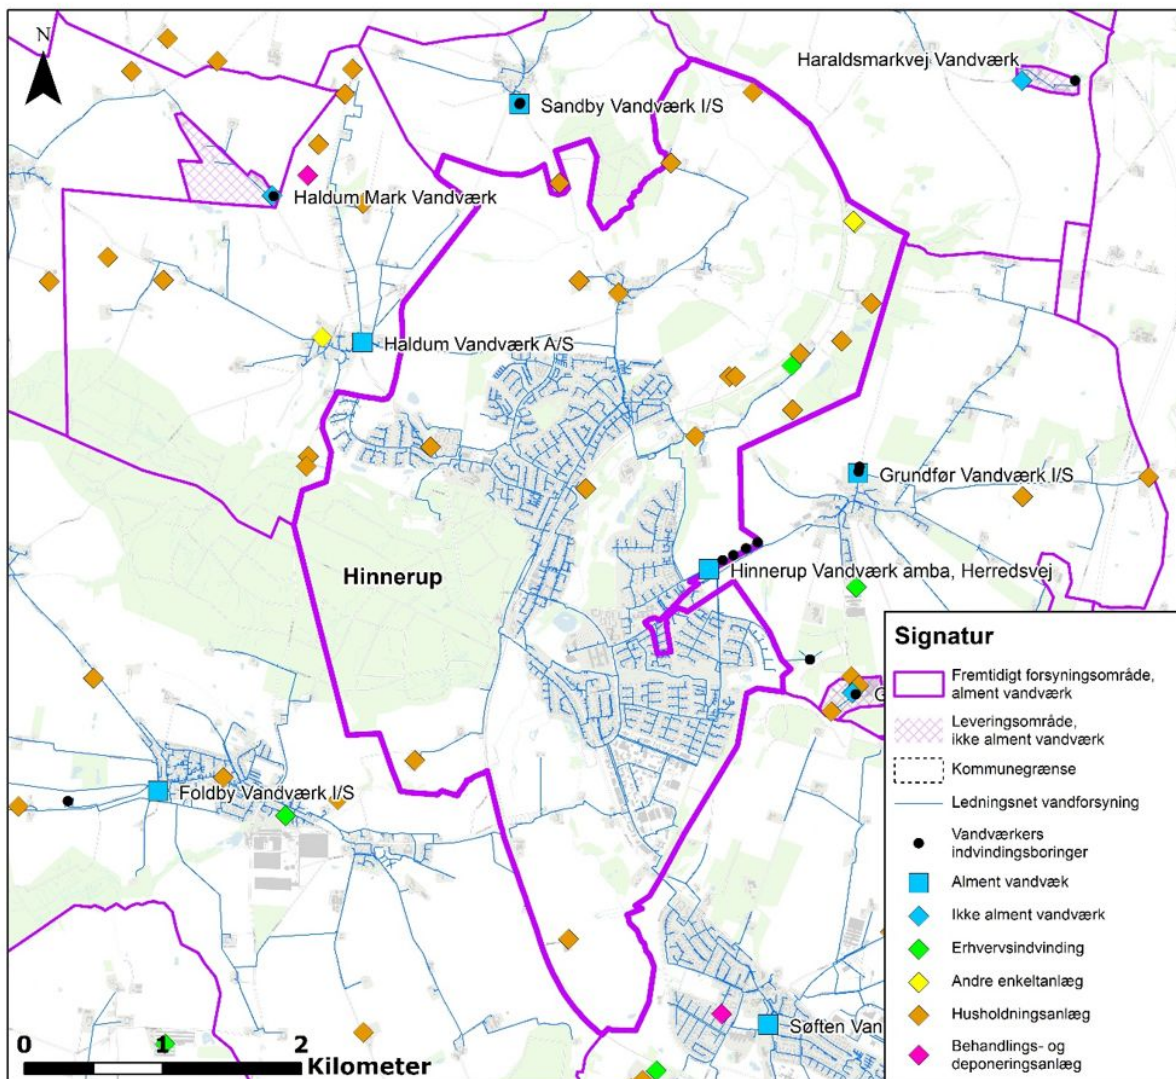 N
Haraldsmarkvej Vandværk
Sandby Vandværk I/S
Haldum Mark Vandværk
Haldum Vandværk A/S
Grundfør Vandværk I/S
Hinnerup Vandværk amba, Herredsvej
Hinnerup
G
Foldby Vandværk I/S
Søften Van
0 1 2
Kilometer
Signatur
Fremtidigt forsyningsområde,
alment vandværk
Leveringsområde,
ikke alment vandværk
Kommunegrænse
Ledningsnet vandforsyning
Vandværkers
indvindingsboringer
Alment vandvæk
Ikke alment vandværk
Erhvervsindvinding
Andre enkeltanlæg
Husholdningsanlæg
Behandlings- og
deponeringsanlæg